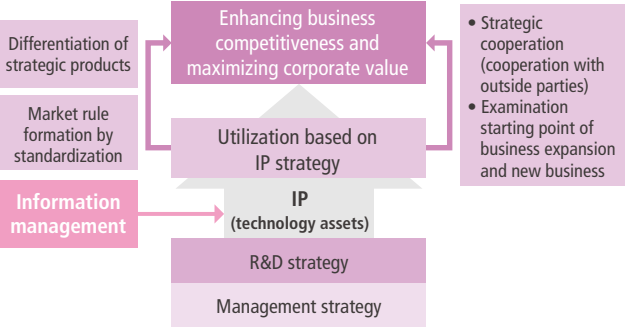 Enhancing business
competitiveness and
maximizing corporate value
Differentiation of
strategic products
Market rule
formation by
standardization
• Strategic
cooperation
(cooperation with
outside parties)
• Examination
starting point of
business expansion
and new business
Utilization based on
IP strategy
Information
management
IP
(technology assets)
R&D strategy
Management strategy